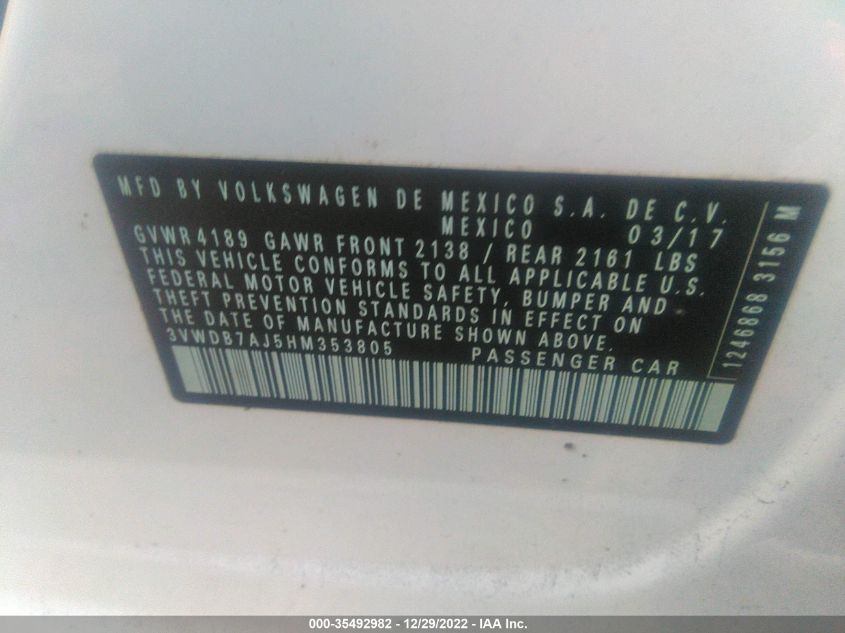 MFD BY VOLKSWAGEN DE MEXICO S.A. DE C.V.
MEXICO 03/17
GVWR 4189 GAWR FRONT 2138 / REAR 2161 LBS
THIS VEHICLE CONFORMS TO ALL APPLICABLE U.S.
FEDERAL MOTOR VEHICLE SAFETY, BUMPER AND
THEFT PREVENTION STANDARDS IN EFFECT ON
THE DATE OF MANUFACTURE SHOWN ABOVE.
3VWDB7AJ5HM353805 PASSENGER CAR
1246868 3156 M
000-35492982 - 12/29/2022 - IAA Inc.